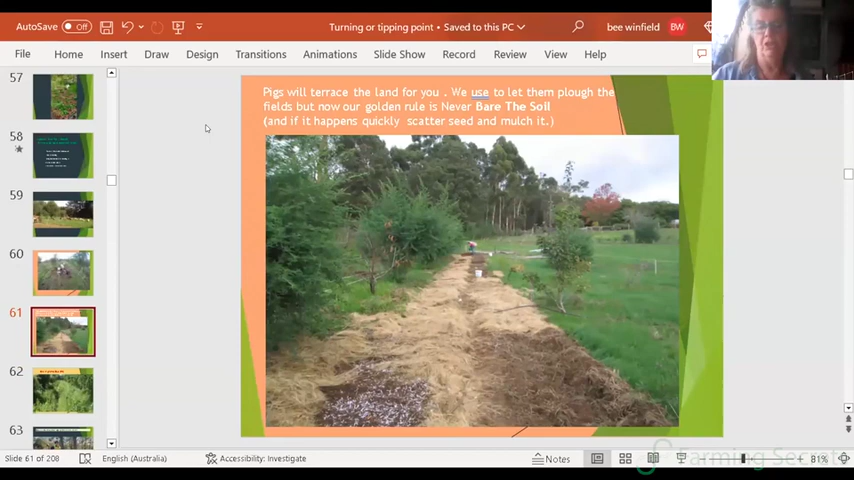 AutoSave Off
Turning or tipping point • Saved to this PC
bee winfield BW
File Home Insert Draw Design Transitions Animations Slide Show Record Review View Help
57
58
59
60
61
62
63
Pigs will terrace the land for you . We use to let them plough the
fields but now our golden rule is Never Bare The Soil
(and if it happens quickly scatter seed and mulch it.)
Slide 61 of 208 English (Australia) Accessibility: Investigate Notes 81%
Farming Secrets